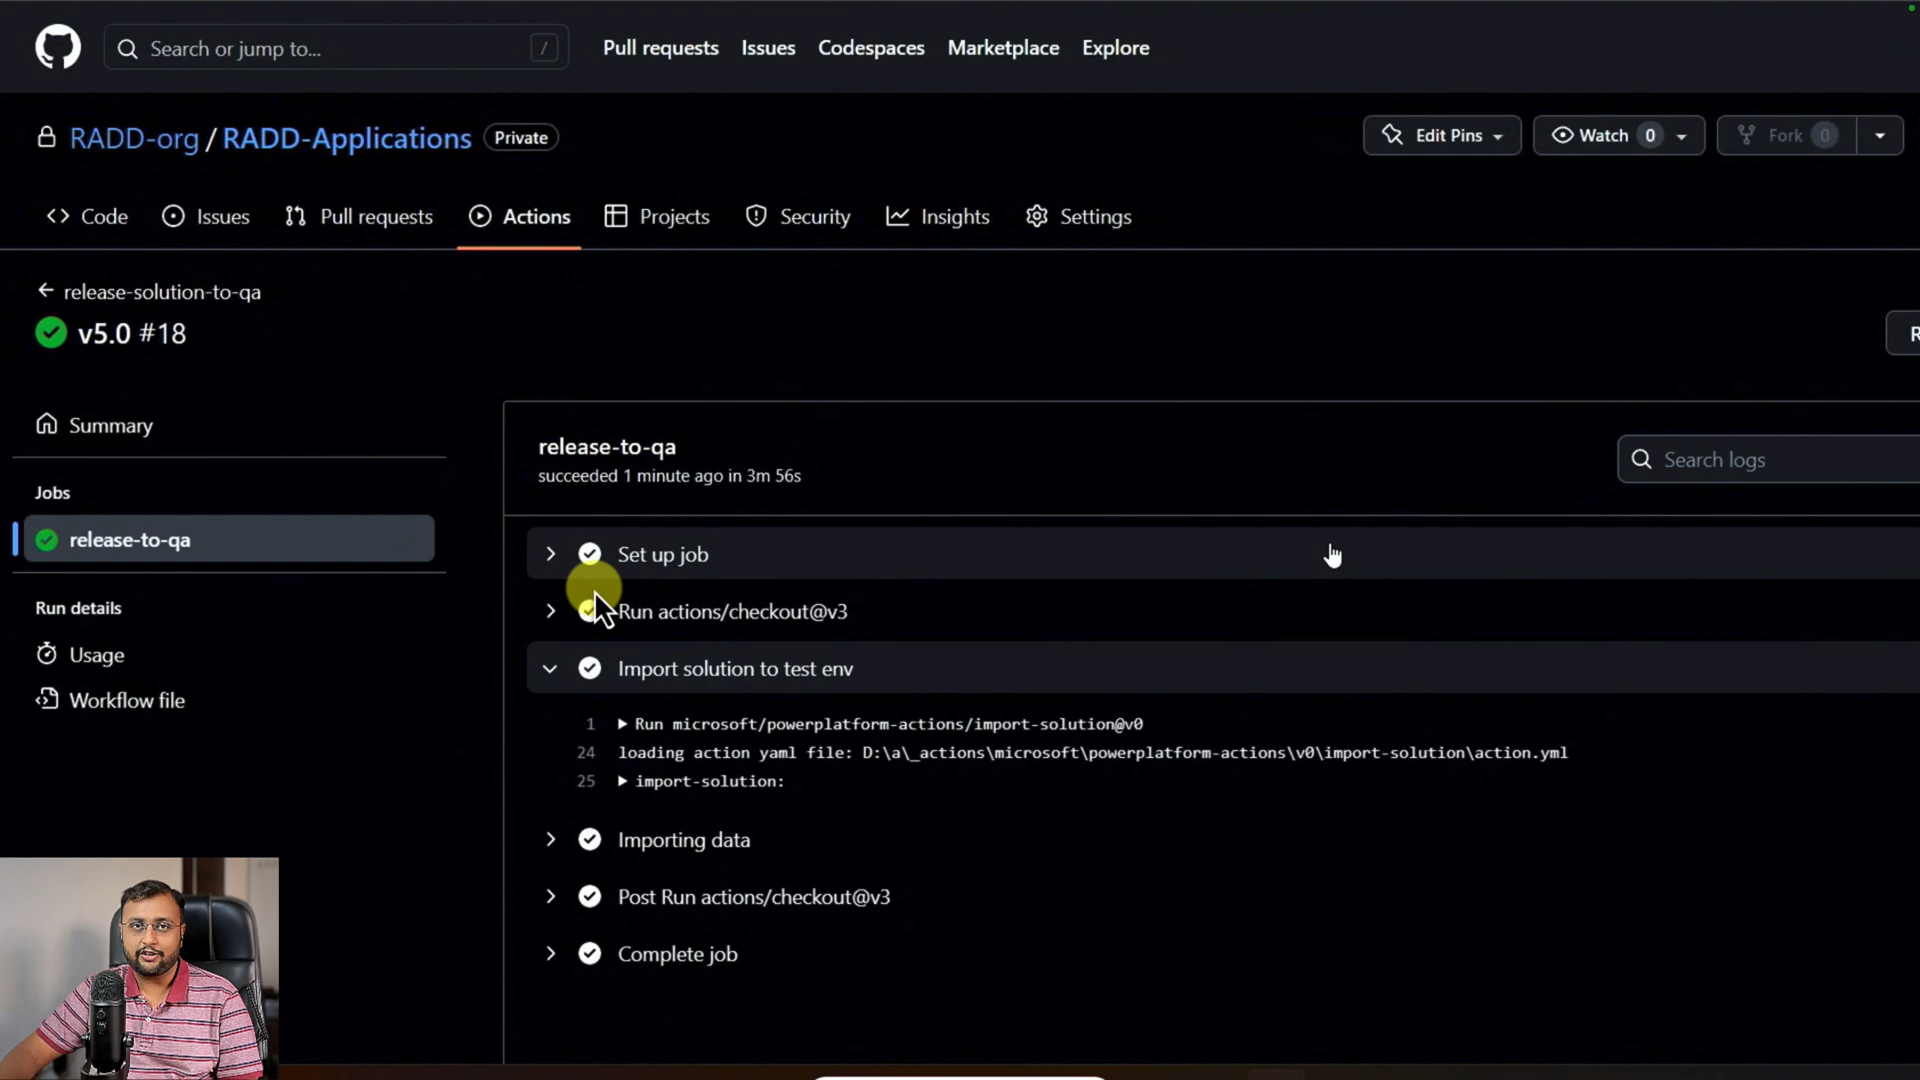 Search or jump to...
/
Pull requests
Issues
Codespaces
Marketplace
Explore
RADD-org / RADD-Applications
Private
Edit Pins
Watch 0
Fork 0
Code
Issues
Pull requests
Actions
Projects
Security
Insights
Settings
release-solution-to-qa
v5.0 #18
R
Summary
Jobs
release-to-qa
Run details
Usage
Workflow file
release-to-qa
succeeded 1 minute ago in 3m 56s
Search logs
Set up job
Run actions/checkout@v3
Import solution to test env
1 Run microsoft/powerplatform-actions/import-solution@v0
24 loading action yaml file: D:\a\_actions\microsoft\powerplatform-actions\v0\import-solution\action.yml
25 import-solution:
Importing data
Post Run actions/checkout@v3
Complete job